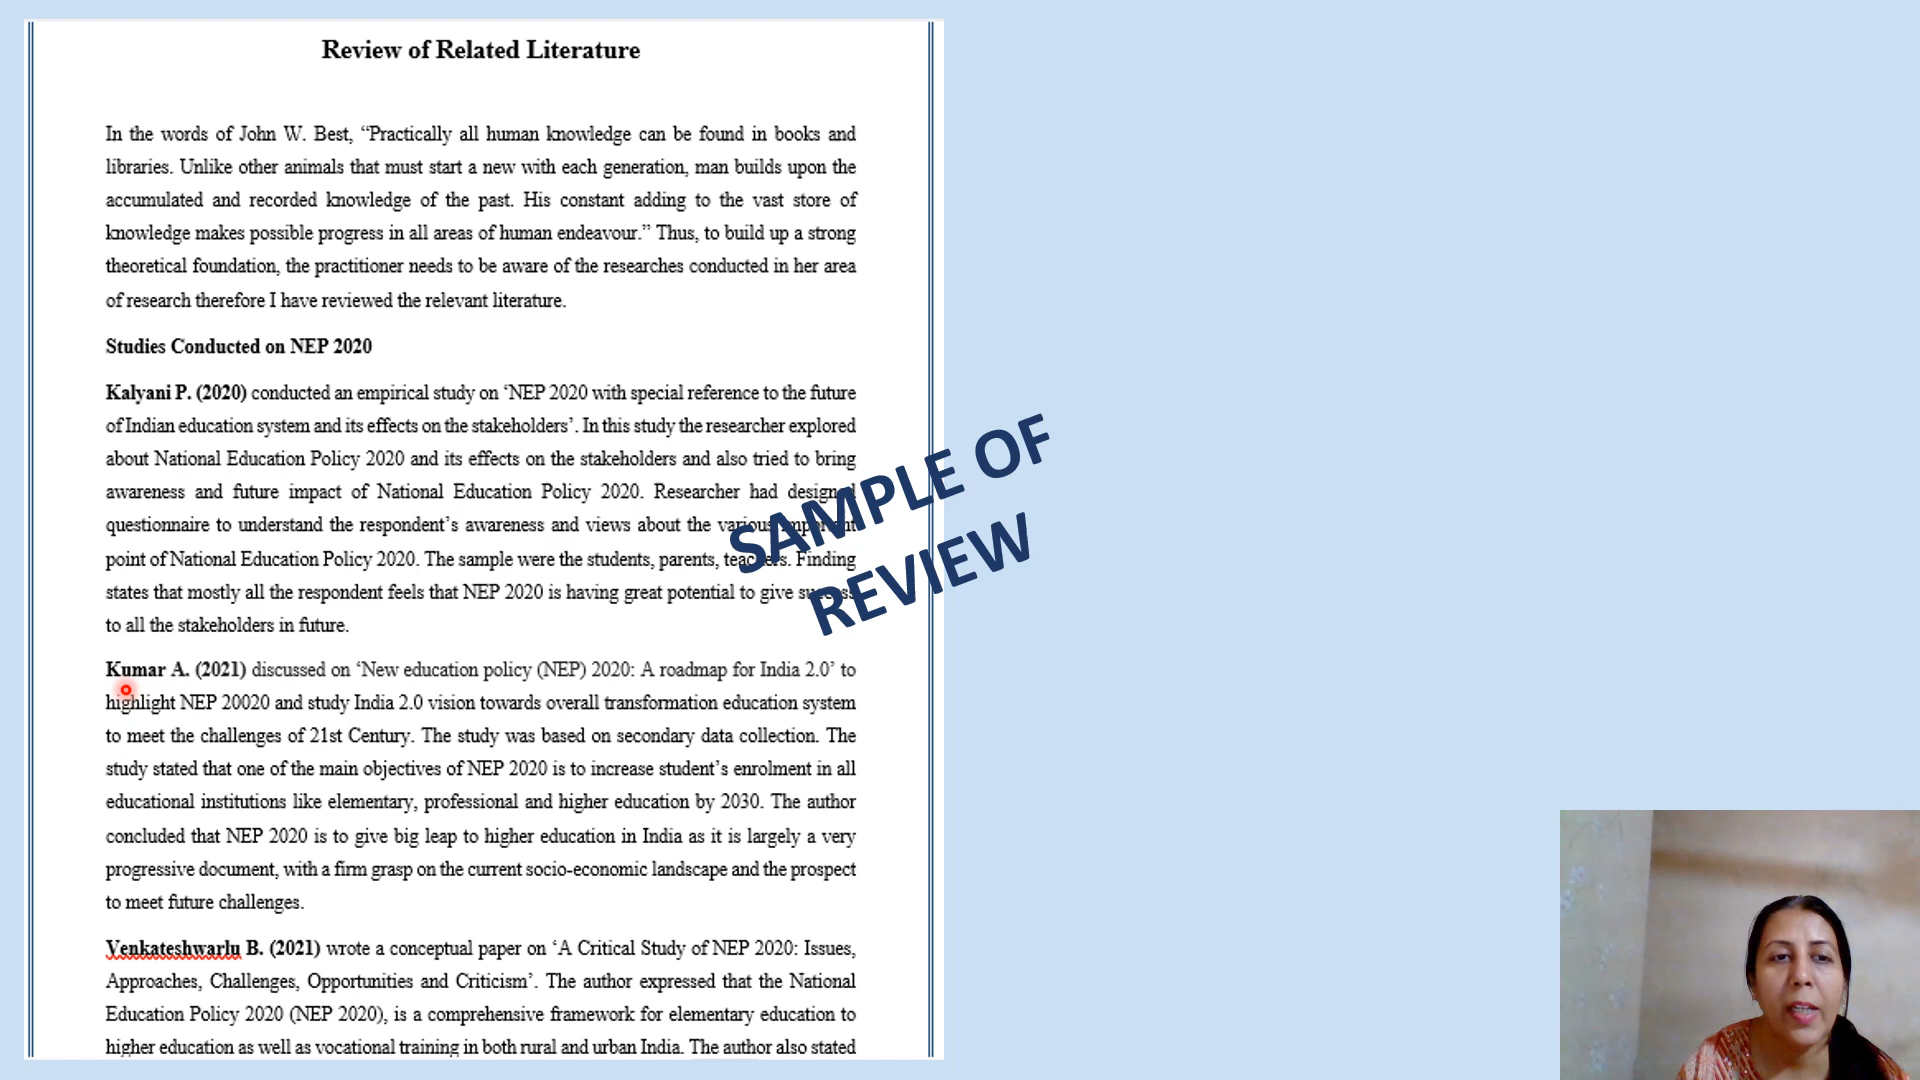 Review of Related Literature
In the words of John W. Best, “Practically all human knowledge can be found in books and
libraries. Unlike other animals that must start a new with each generation, man builds upon the
accumulated and recorded knowledge of the past. His constant adding to the vast store of
knowledge makes possible progress in all areas of human endeavour.” Thus, to build up a strong
theoretical foundation, the practitioner needs to be aware of the researches conducted in her area
of research therefore I have reviewed the relevant literature.
Studies Conducted on NEP 2020
Kalyani P. (2020) conducted an empirical study on ‘NEP 2020 with special reference to the future
of Indian education system and its effects on the stakeholders’. In this study the researcher explored
about National Education Policy 2020 and its effects on the stakeholders and also tried to bring
awareness and future impact of National Education Policy 2020. Researcher had designed
questionnaire to understand the respondent’s awareness and views about the various important
point of National Education Policy 2020. The sample were the students, parents, teachers. Finding
states that mostly all the respondent feels that NEP 2020 is having great potential to give success
to all the stakeholders in future.
Kumar A. (2021) discussed on ‘New education policy (NEP) 2020: A roadmap for India 2.0’ to
highlight NEP 20020 and study India 2.0 vision towards overall transformation education system
to meet the challenges of 21st Century. The study was based on secondary data collection. The
study stated that one of the main objectives of NEP 2020 is to increase student’s enrolment in all
educational institutions like elementary, professional and higher education by 2030. The author
concluded that NEP 2020 is to give big leap to higher education in India as it is largely a very
progressive document, with a firm grasp on the current socio-economic landscape and the prospect
to meet future challenges.
Venkateshwarlu B. (2021) wrote a conceptual paper on ‘A Critical Study of NEP 2020: Issues,
Approaches, Challenges, Opportunities and Criticism’. The author expressed that the National
Education Policy 2020 (NEP 2020), is a comprehensive framework for elementary education to
higher education as well as vocational training in both rural and urban India. The author also stated
SAMPLE OF
REVIEW